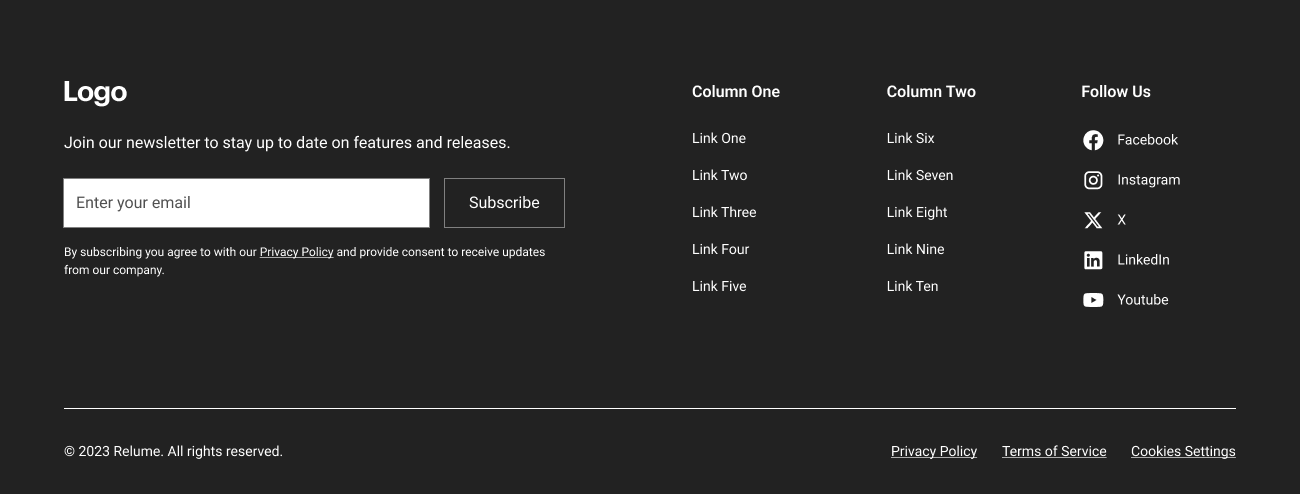 Logo
Join our newsletter to stay up to date on features and releases.
Enter your email
Subscribe
By subscribing you agree to with our Privacy Policy and provide consent to receive updates
from our company.
Column One
Link One
Link Two
Link Three
Link Four
Link Five
Column Two
Link Six
Link Seven
Link Eight
Link Nine
Link Ten
Follow Us
Facebook
Instagram
X
LinkedIn
Youtube
© 2023 Relume. All rights reserved.
Privacy Policy
Terms of Service
Cookies Settings